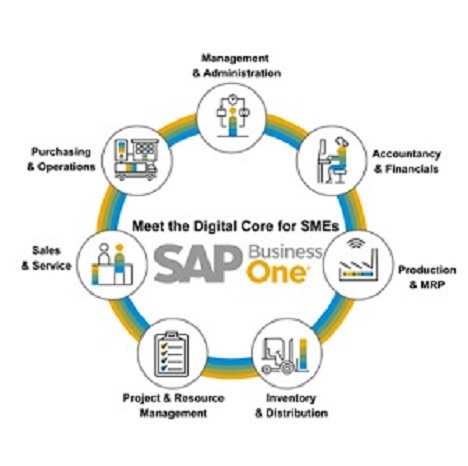 Management
& Administration
Purchasing
& Operations
Accountancy
& Financials
Meet the Digital Core for SMEs
Sales
& Service
SAP Business
One
Production
& MRP
Project & Resource
Management
Inventory
& Distribution